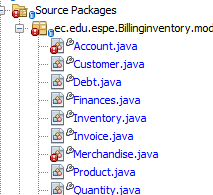 Source Packages
ec.edu.espe.Billinginventory.mod
Account.java
Customer.java
Debt.java
Finances.java
Inventory.java
Invoice.java
Merchandise.java
Product.java
Quantity.java